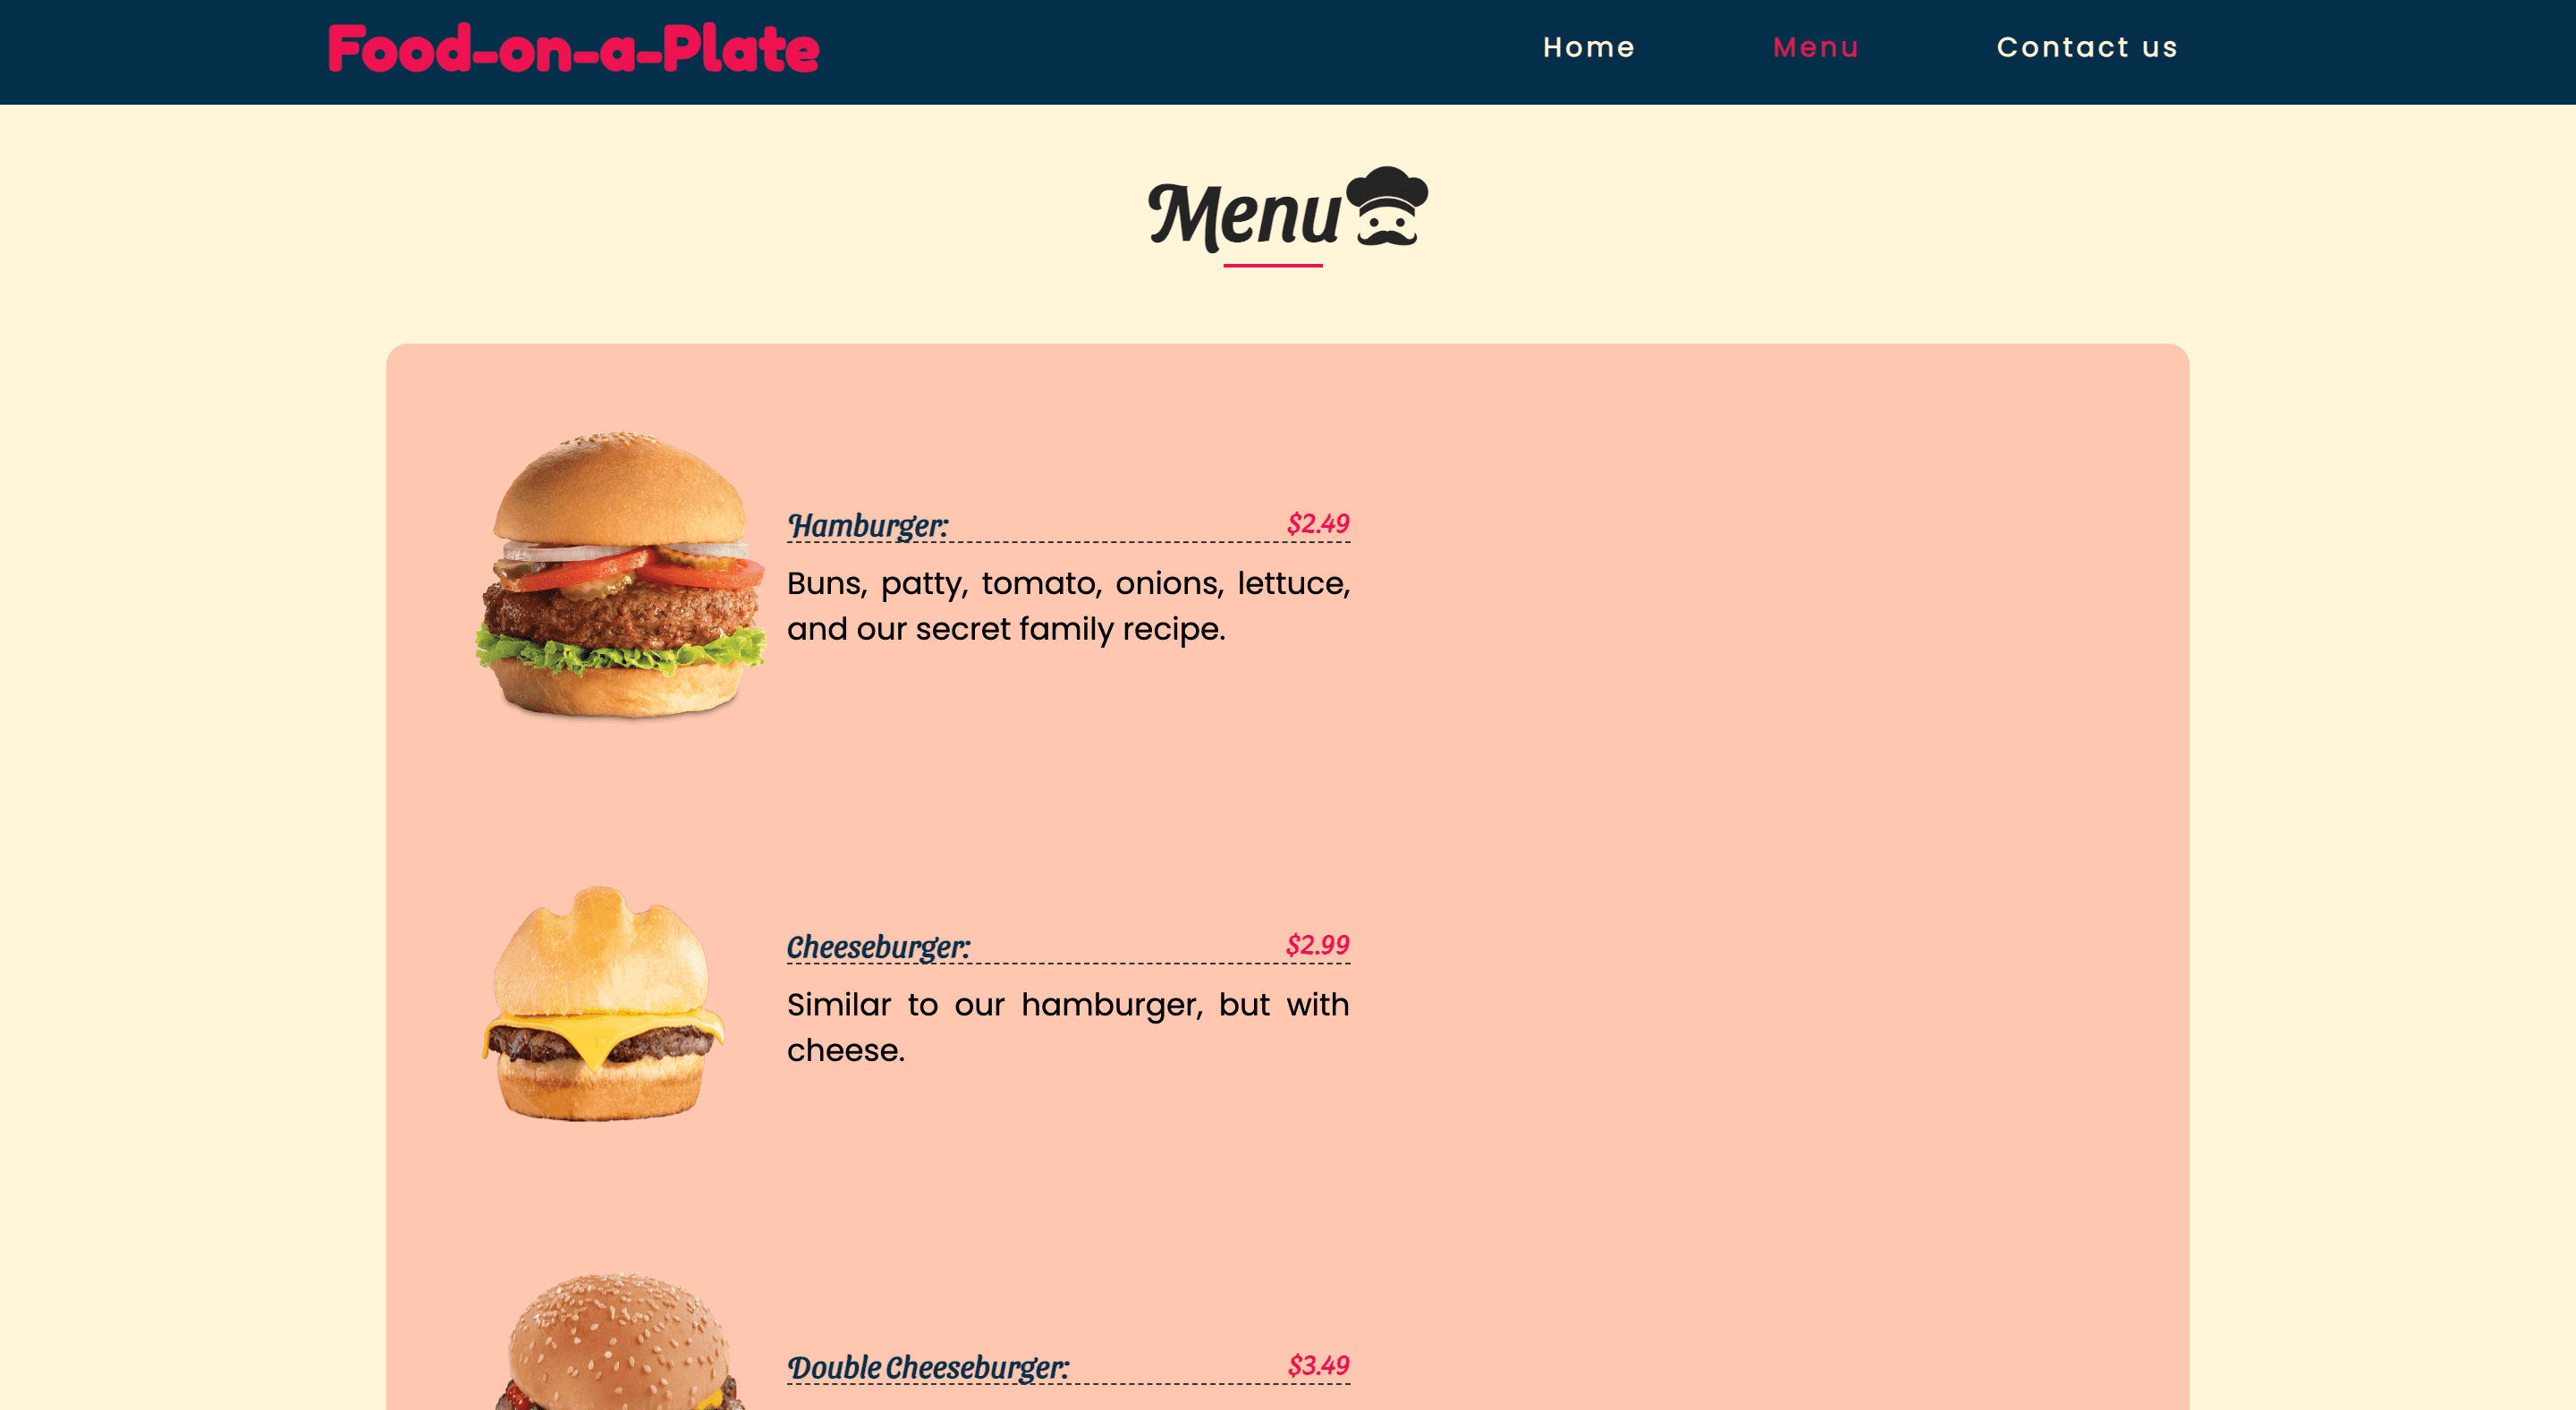 Food-on-a-Plate
Home
Menu
Contact us
Menu
Hamburger: $2.49
Buns, patty, tomato, onions, lettuce,
and our secret family recipe.
Cheeseburger: $2.99
Similar to our hamburger, but with
cheese.
Double Cheeseburger: $3.49